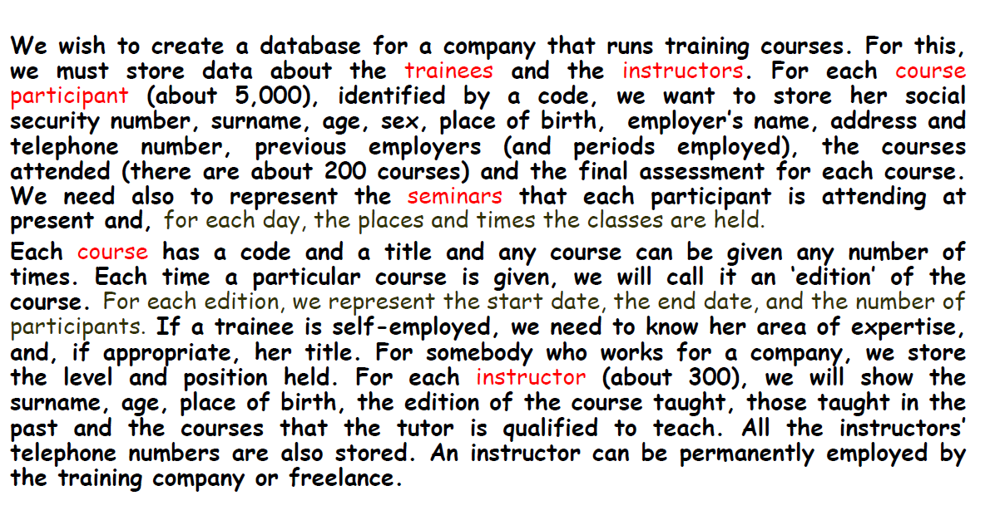 We wish to create a database for a company that runs training courses. For this,
we must store data about the trainees and the instructors. For each course
participant (about 5,000), identified by a code, we want to store her social
security number, surname, age, sex, place of birth, employer's name, address and
telephone number, previous employers (and periods employed), the courses
attended (there are about 200 courses) and the final assessment for each course.
We need also to represent the seminars that each participant is attending at
present and, for each day, the places and times the classes are held.
Each course has a code and a title and any course can be given any number of
times. Each time a particular course is given, we will call it an ‘edition’ of the
course. For each edition, we represent the start date, the end date, and the number of
participants. If a trainee is self-employed, we need to know her area of expertise,
and, if appropriate, her title. For somebody who works for a company, we store
the level and position held. For each instructor (about 300), we will show the
surname, age, place of birth, the edition of the course taught, those taught in the
past and the courses that the tutor is qualified to teach. All the instructors’
telephone numbers are also stored. An instructor can be permanently employed by
the training company or freelance.